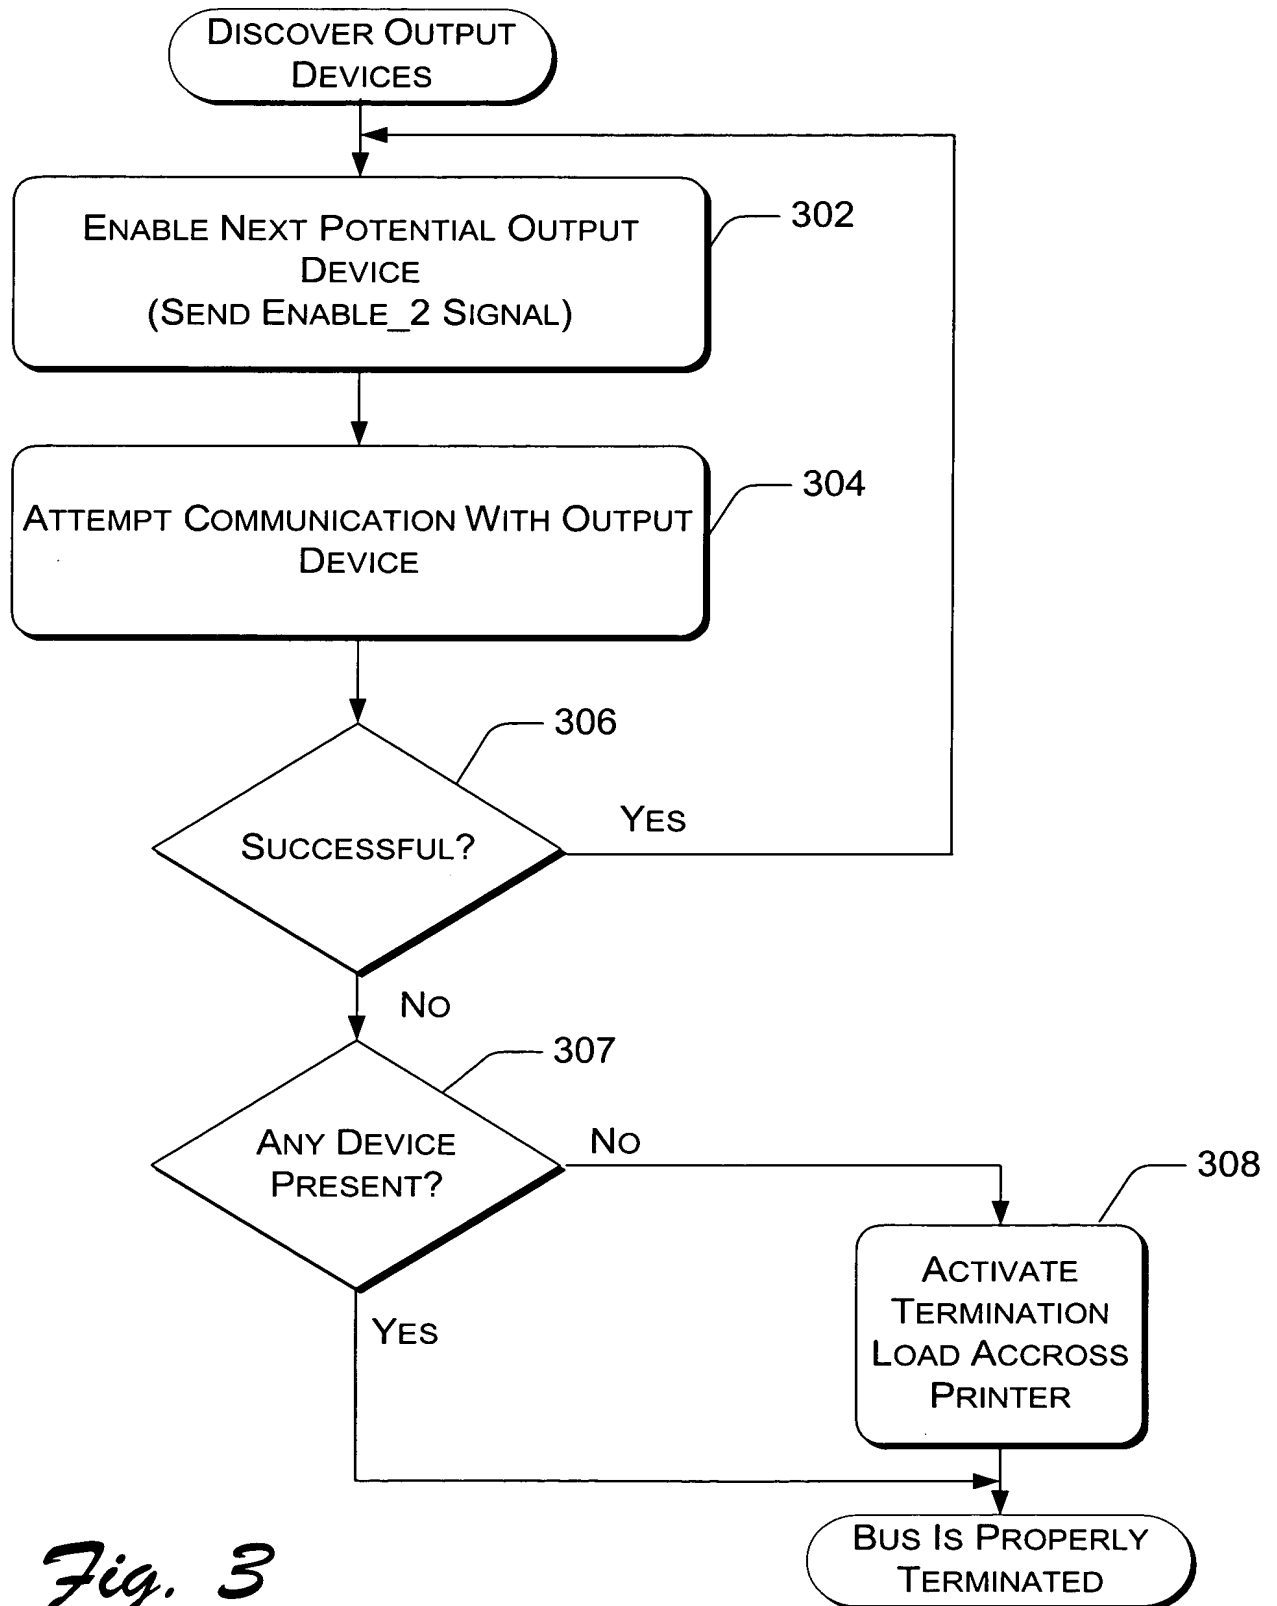 DISCOVER OUTPUT
DEVICES
ENABLE NEXT POTENTIAL OUTPUT
DEVICE
(SEND ENABLE_2 SIGNAL)
302
ATTEMPT COMMUNICATION WITH OUTPUT
DEVICE
304
306
SUCCESSFUL?
YES
NO
307
ANY DEVICE
PRESENT?
NO
308
YES
ACTIVATE
TERMINATION
LOAD ACCROSS
PRINTER
BUS IS PROPERLY
TERMINATED
Fig. 3